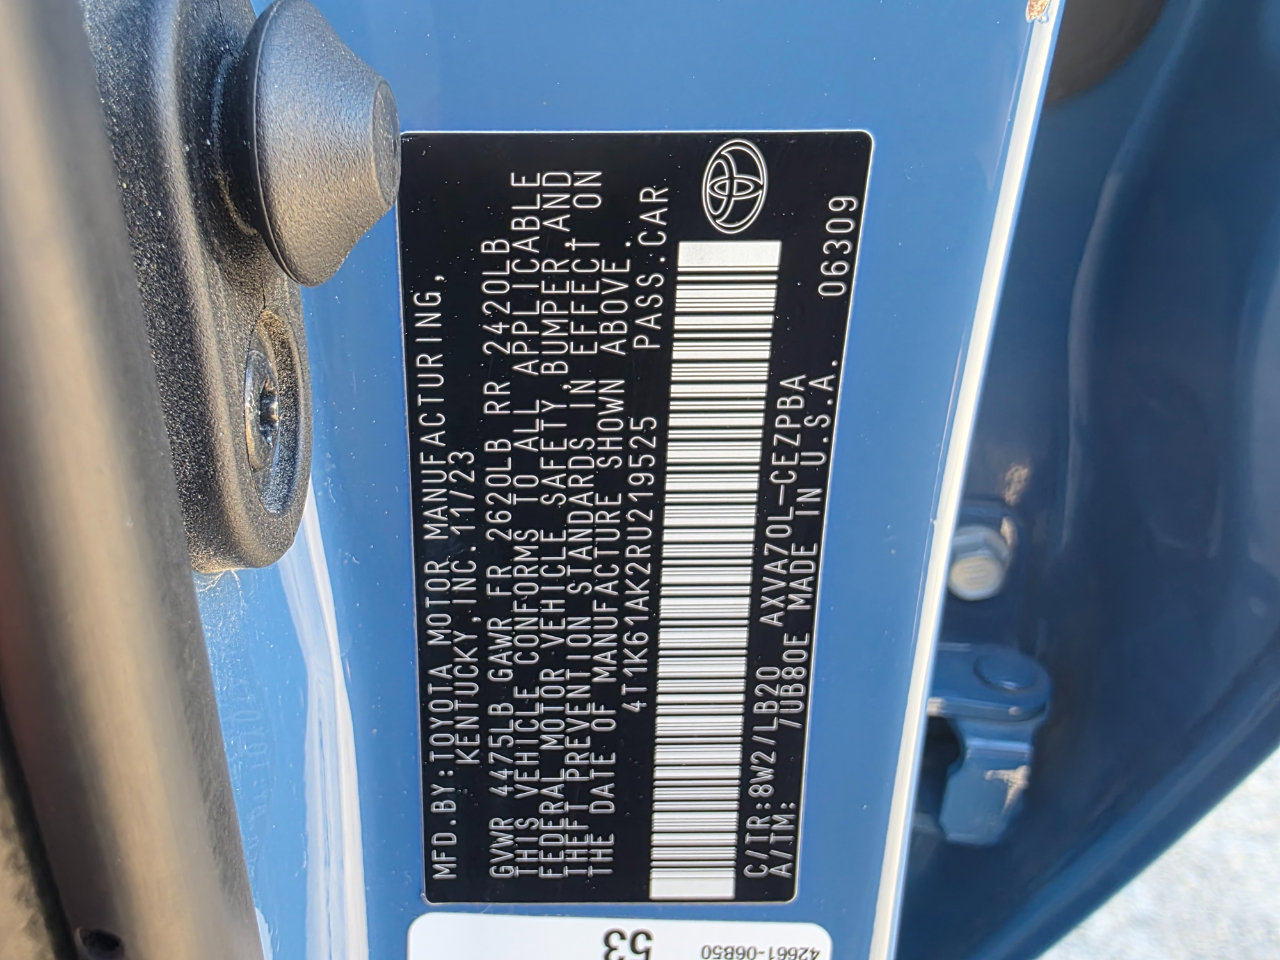 MFD.BY:TOYOTA MOTOR MANUFACTURING,
KENTUCKY, INC. 11/23
GVWR 4475LB GAWR FR 2620LB RR 2420LB
THIS VEHICLE CONFORMS TO ALL APPLICABLE
FEDERAL MOTOR VEHICLE SAFETY, BUMPER AND
THEFT PREVENTION STANDARDS IN EFFECT ON
THE DATE OF MANUFACTURE SHOWN ABOVE.
4T1K61AK2RU219525 PASS.CAR
C/TR:8W2/LB20 AXVA70L-CEZPBA
A/TM: /UB80E MADE IN U.S.A. 06309
53
42661-06B50